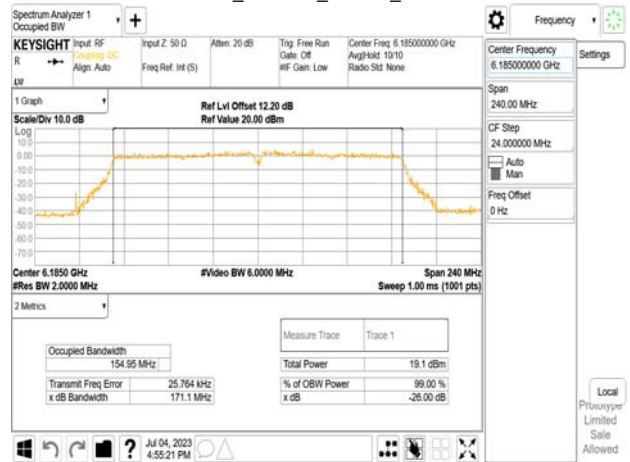 Spectrum Analyzer 1
Occupied BW
Frequency
KEYSIGHT
Input: RF
Coupling: DC
Align: Auto
Input Z: 50 Ω
Freq Ref: Int (S)
Atten: 20 dB
Trig: Free Run
Gate: Off
#IF Gain: Low
Center Freq: 6.185000000 GHz
Avg|Hold: 10/10
Radio Std: None
R
LXI
Center Frequency
6.185000000 GHz
Settings
Span
240.00 MHz
CF Step
24.000000 MHz
Auto
Man
Freq Offset
0 Hz
1 Graph
Ref Lvl Offset 12.20 dB
Scale/Div 10.0 dB
Ref Value 20.00 dBm
Log
10.0
0.00
-10.0
-20.0
-30.0
-40.0
-50.0
-60.0
-70.0
Center 6.1850 GHz
#Video BW 6.0000 MHz
Span 240 MHz
#Res BW 2.0000 MHz
Sweep 1.00 ms (1001 pts)
2 Metrics
Measure Trace
Trace 1
Occupied Bandwidth
154.95 MHz
Total Power
19.1 dBm
Transmit Freq Error
25.764 kHz
% of OBW Power
99.00 %
x dB Bandwidth
171.1 MHz
x dB
-26.00 dB
Local
Prototype
Limited
Sale
Allowed
?
Jul 04, 2023
4:55:21 PM